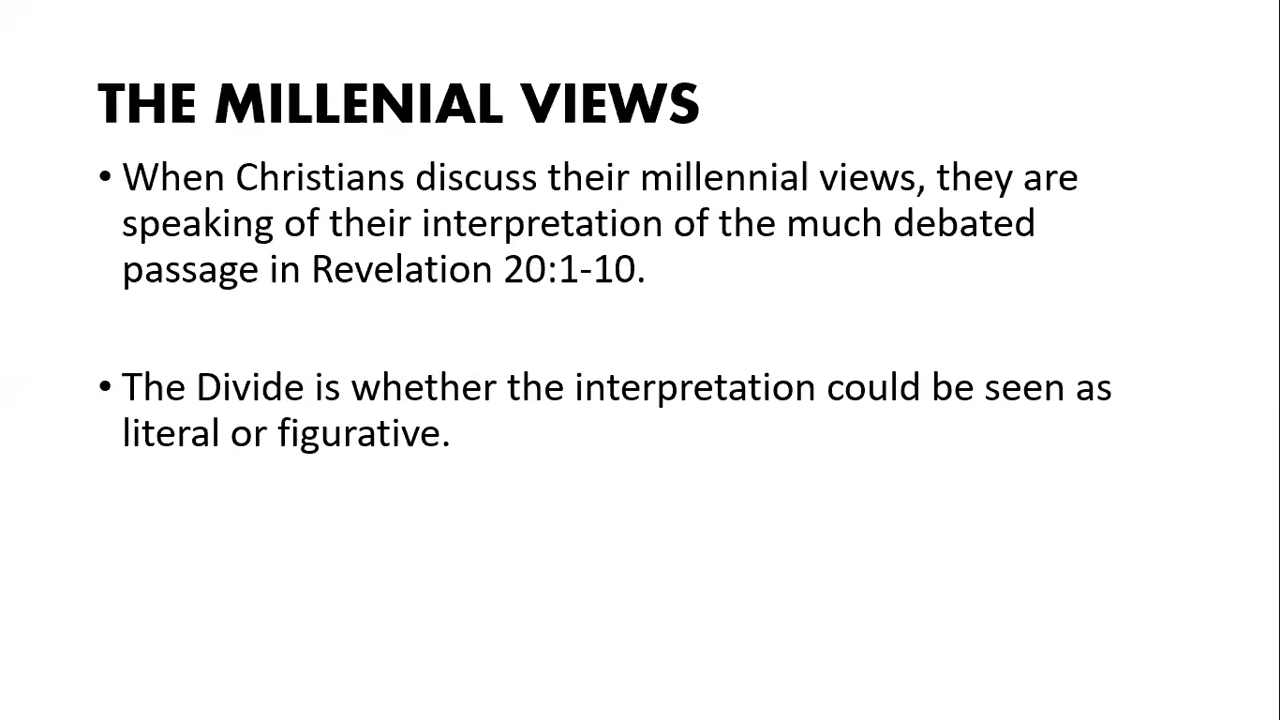 THE MILLENIAL VIEWS
• When Christians discuss their millennial views, they are
speaking of their interpretation of the much debated
passage in Revelation 20:1-10.
• The Divide is whether the interpretation could be seen as
literal or figurative.